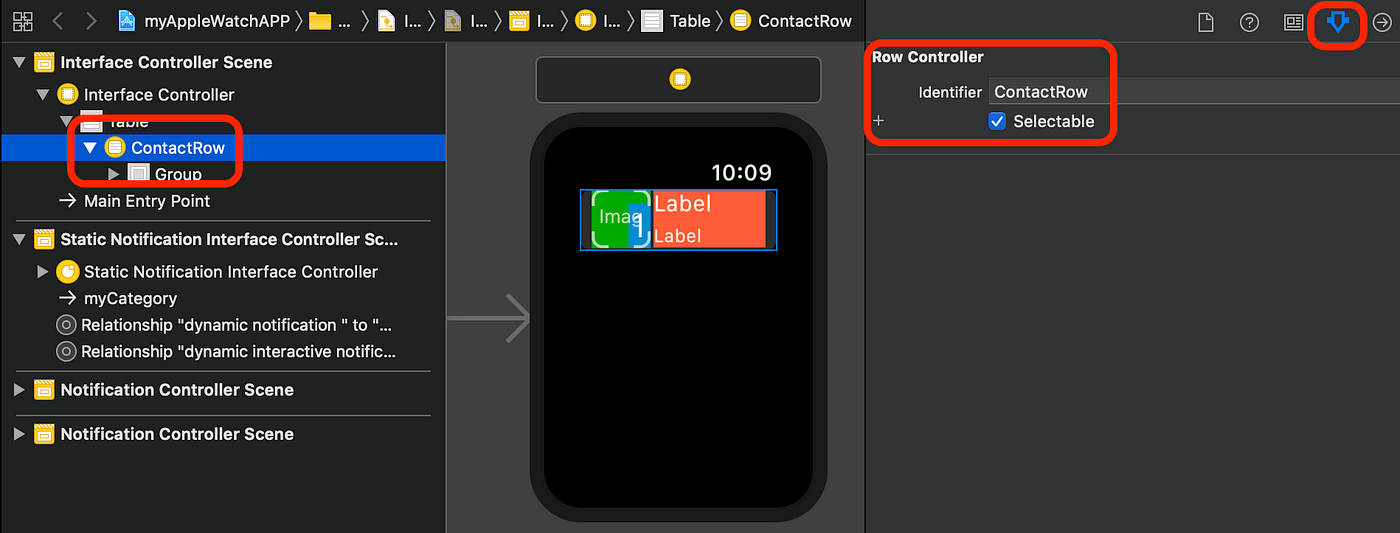 myAppleWatchAPP ... I... I... I... I... Table ContactRow
Interface Controller Scene
Interface Controller
Table
ContactRow
Group
Main Entry Point
Static Notification Interface Controller Sc...
Static Notification Interface Controller
myCategory
Relationship "dynamic notification " to "...
Relationship "dynamic interactive notific...
Notification Controller Scene
Notification Controller Scene
10:09
Imag
1
Label
Label
Row Controller
Identifier ContactRow
+ Selectable